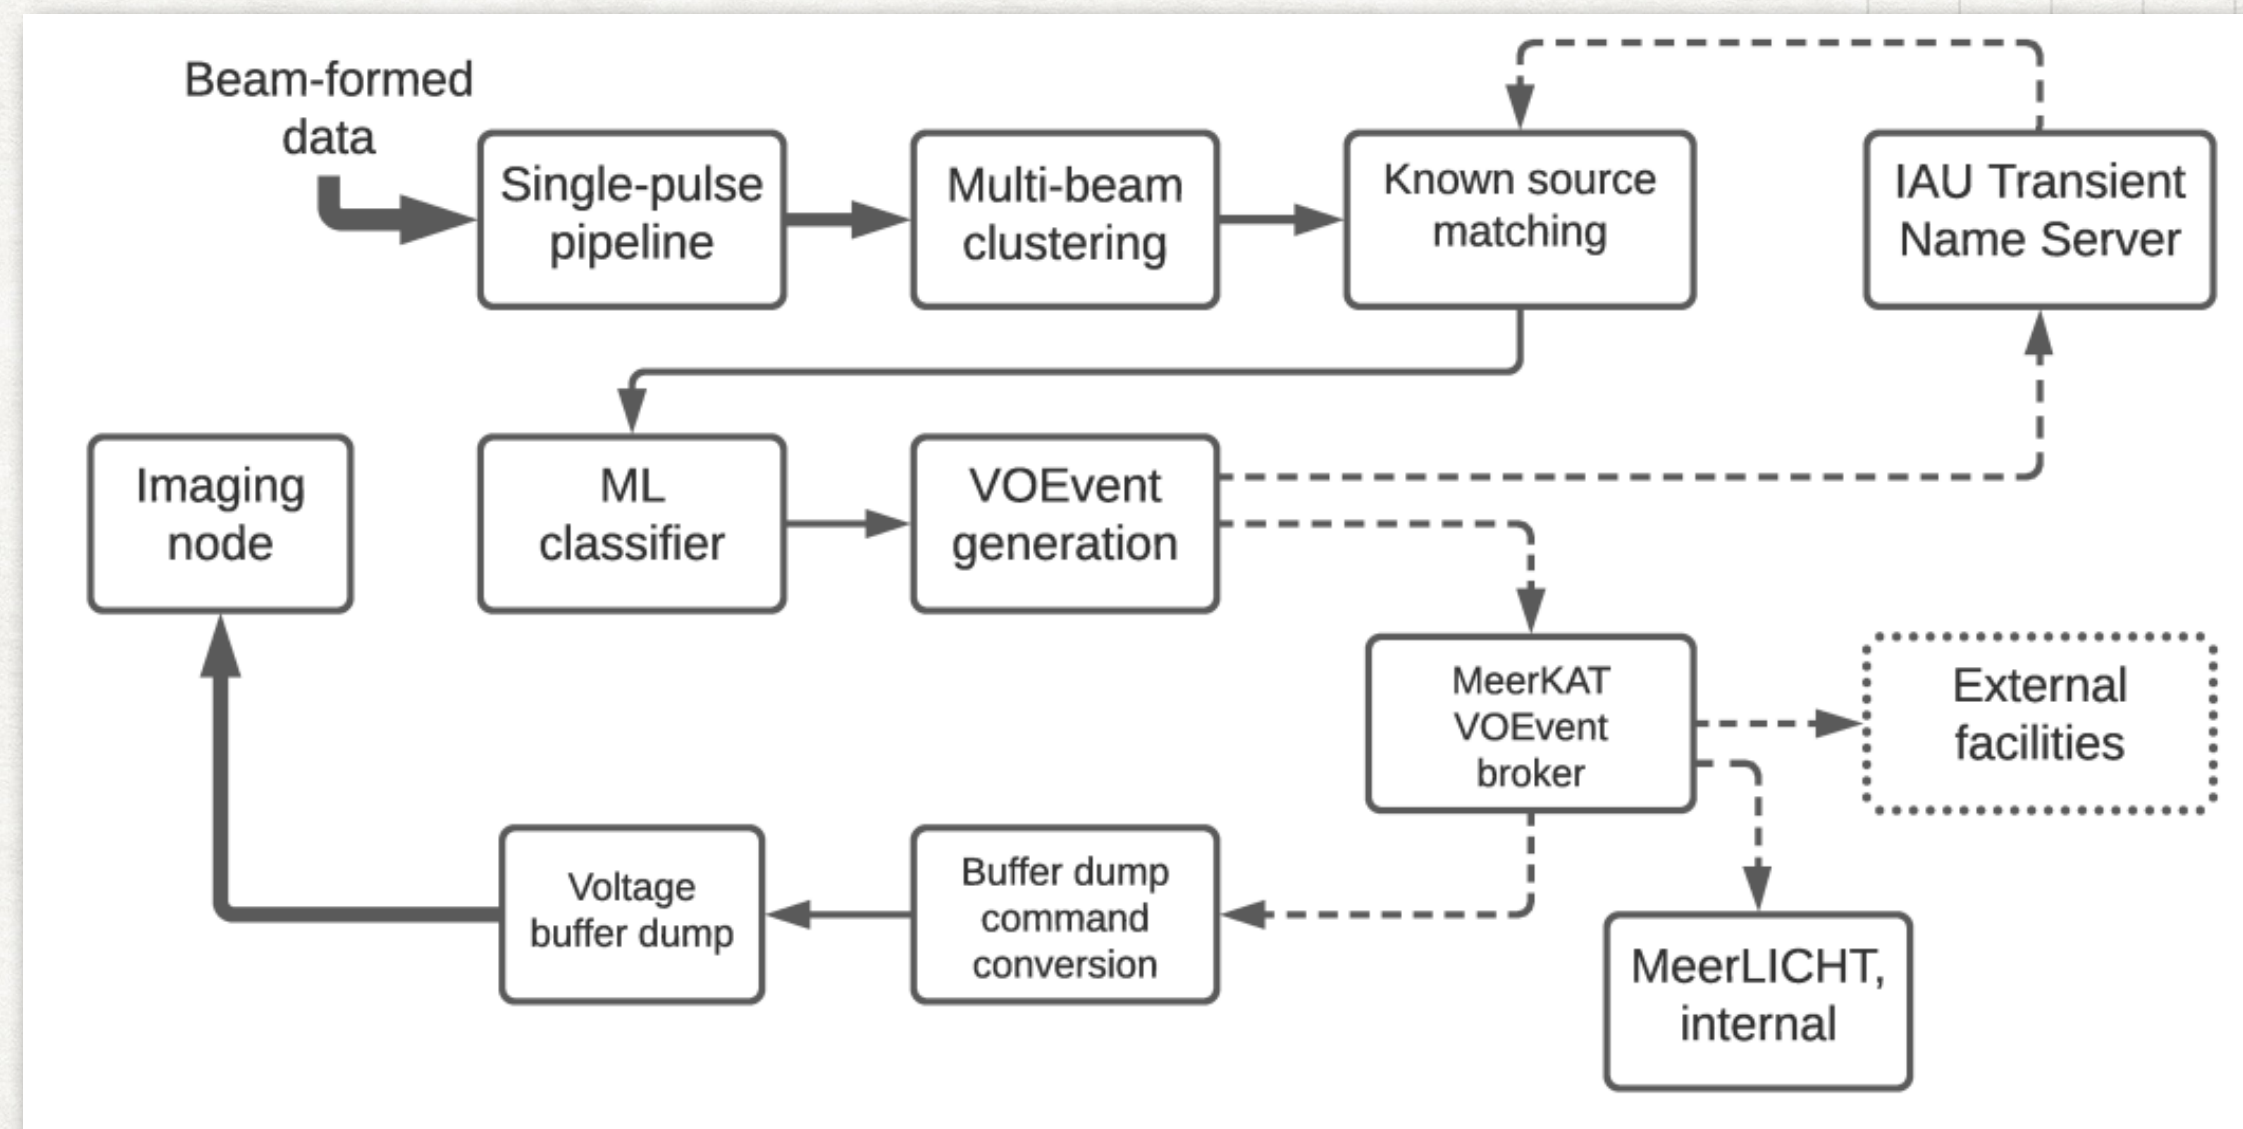 Beam-formed
data
Single-pulse
pipeline
Multi-beam
clustering
Known source
matching
IAU Transient
Name Server
Imaging
node
ML
classifier
VOEvent
generation
MeerKAT
VOEvent
broker
External
facilities
Voltage
buffer dump
Buffer dump
command
conversion
MeerLICHT,
internal